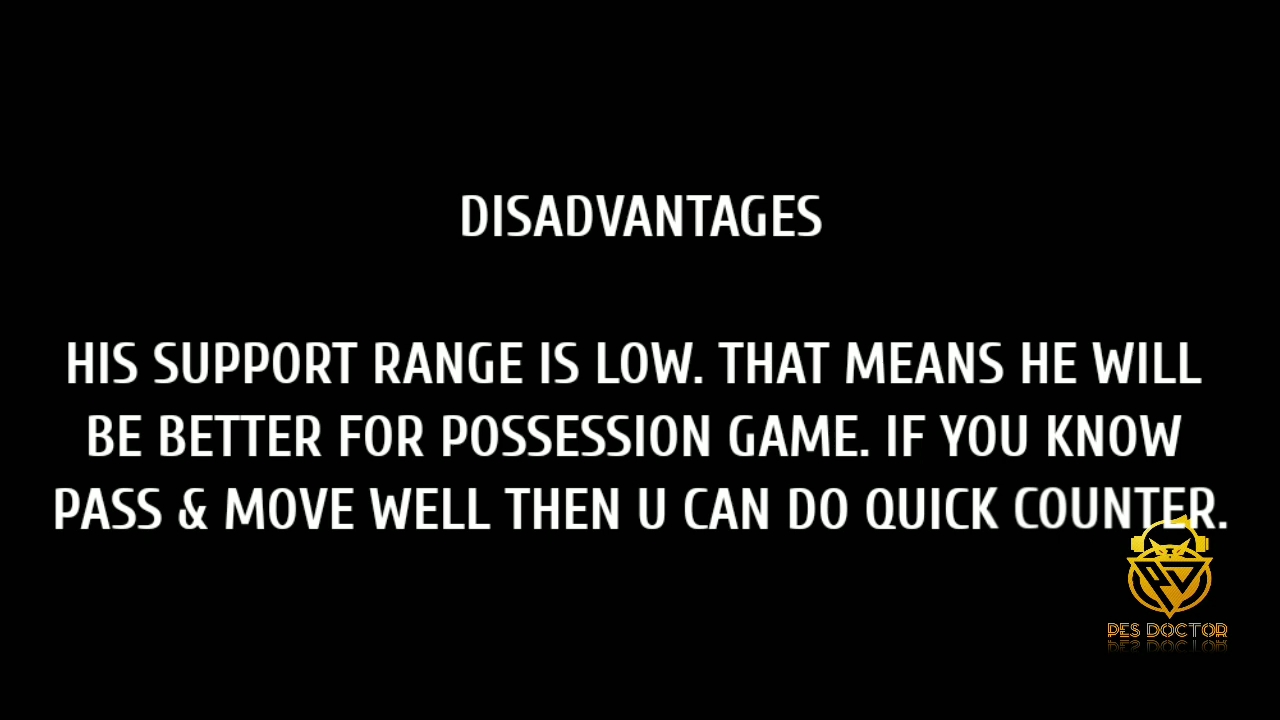 DISADVANTAGES
HIS SUPPORT RANGE IS LOW. THAT MEANS HE WILL
BE BETTER FOR POSSESSION GAME. IF YOU KNOW
PASS & MOVE WELL THEN U CAN DO QUICK COUNTER.
PES DOCTOR